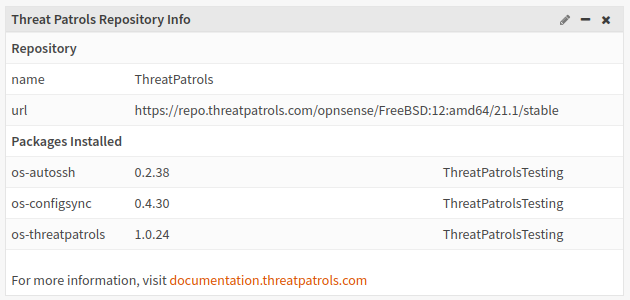 Threat Patrols Repository Info
Repository
name ThreatPatrols
url https://repo.threatpatrols.com/opnsense/FreeBSD:12:amd64/21.1/stable
Packages Installed
os-autossh 0.2.38 ThreatPatrolsTesting
os-configsync 0.4.30 ThreatPatrolsTesting
os-threatpatrols 1.0.24 ThreatPatrolsTesting
For more information, visit documentation.threatpatrols.com